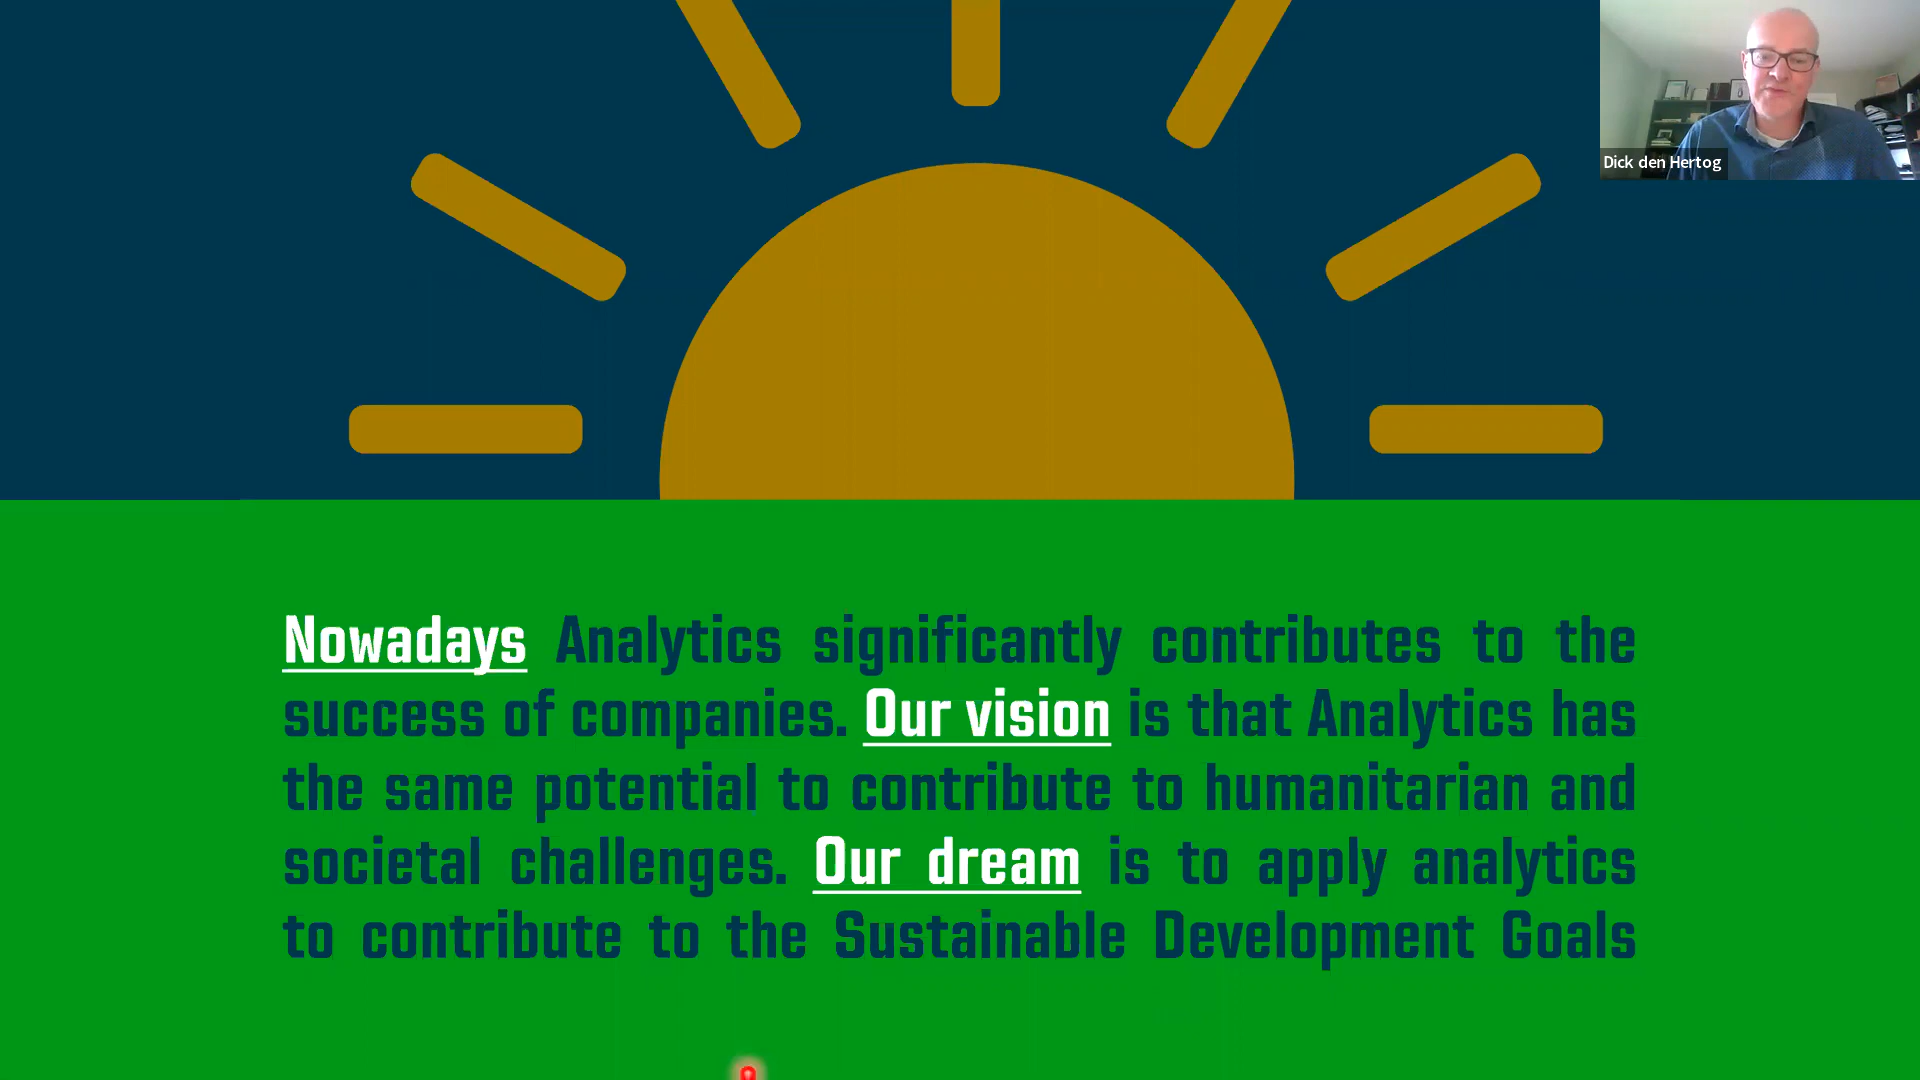 Dick den Hertog
Nowadays Analytics significantly contributes to the
success of companies. Our vision is that Analytics has
the same potential to contribute to humanitarian and
societal challenges. Our dream is to apply analytics
to contribute to the Sustainable Development Goals